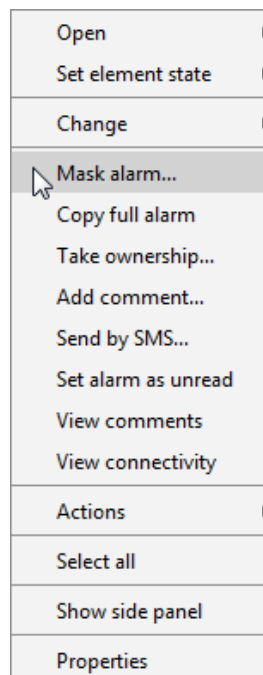 Open
Set element state
Change
Mask alarm...
Copy full alarm
Take ownership...
Add comment...
Send by SMS...
Set alarm as unread
View comments
View connectivity
Actions
Select all
Show side panel
Properties